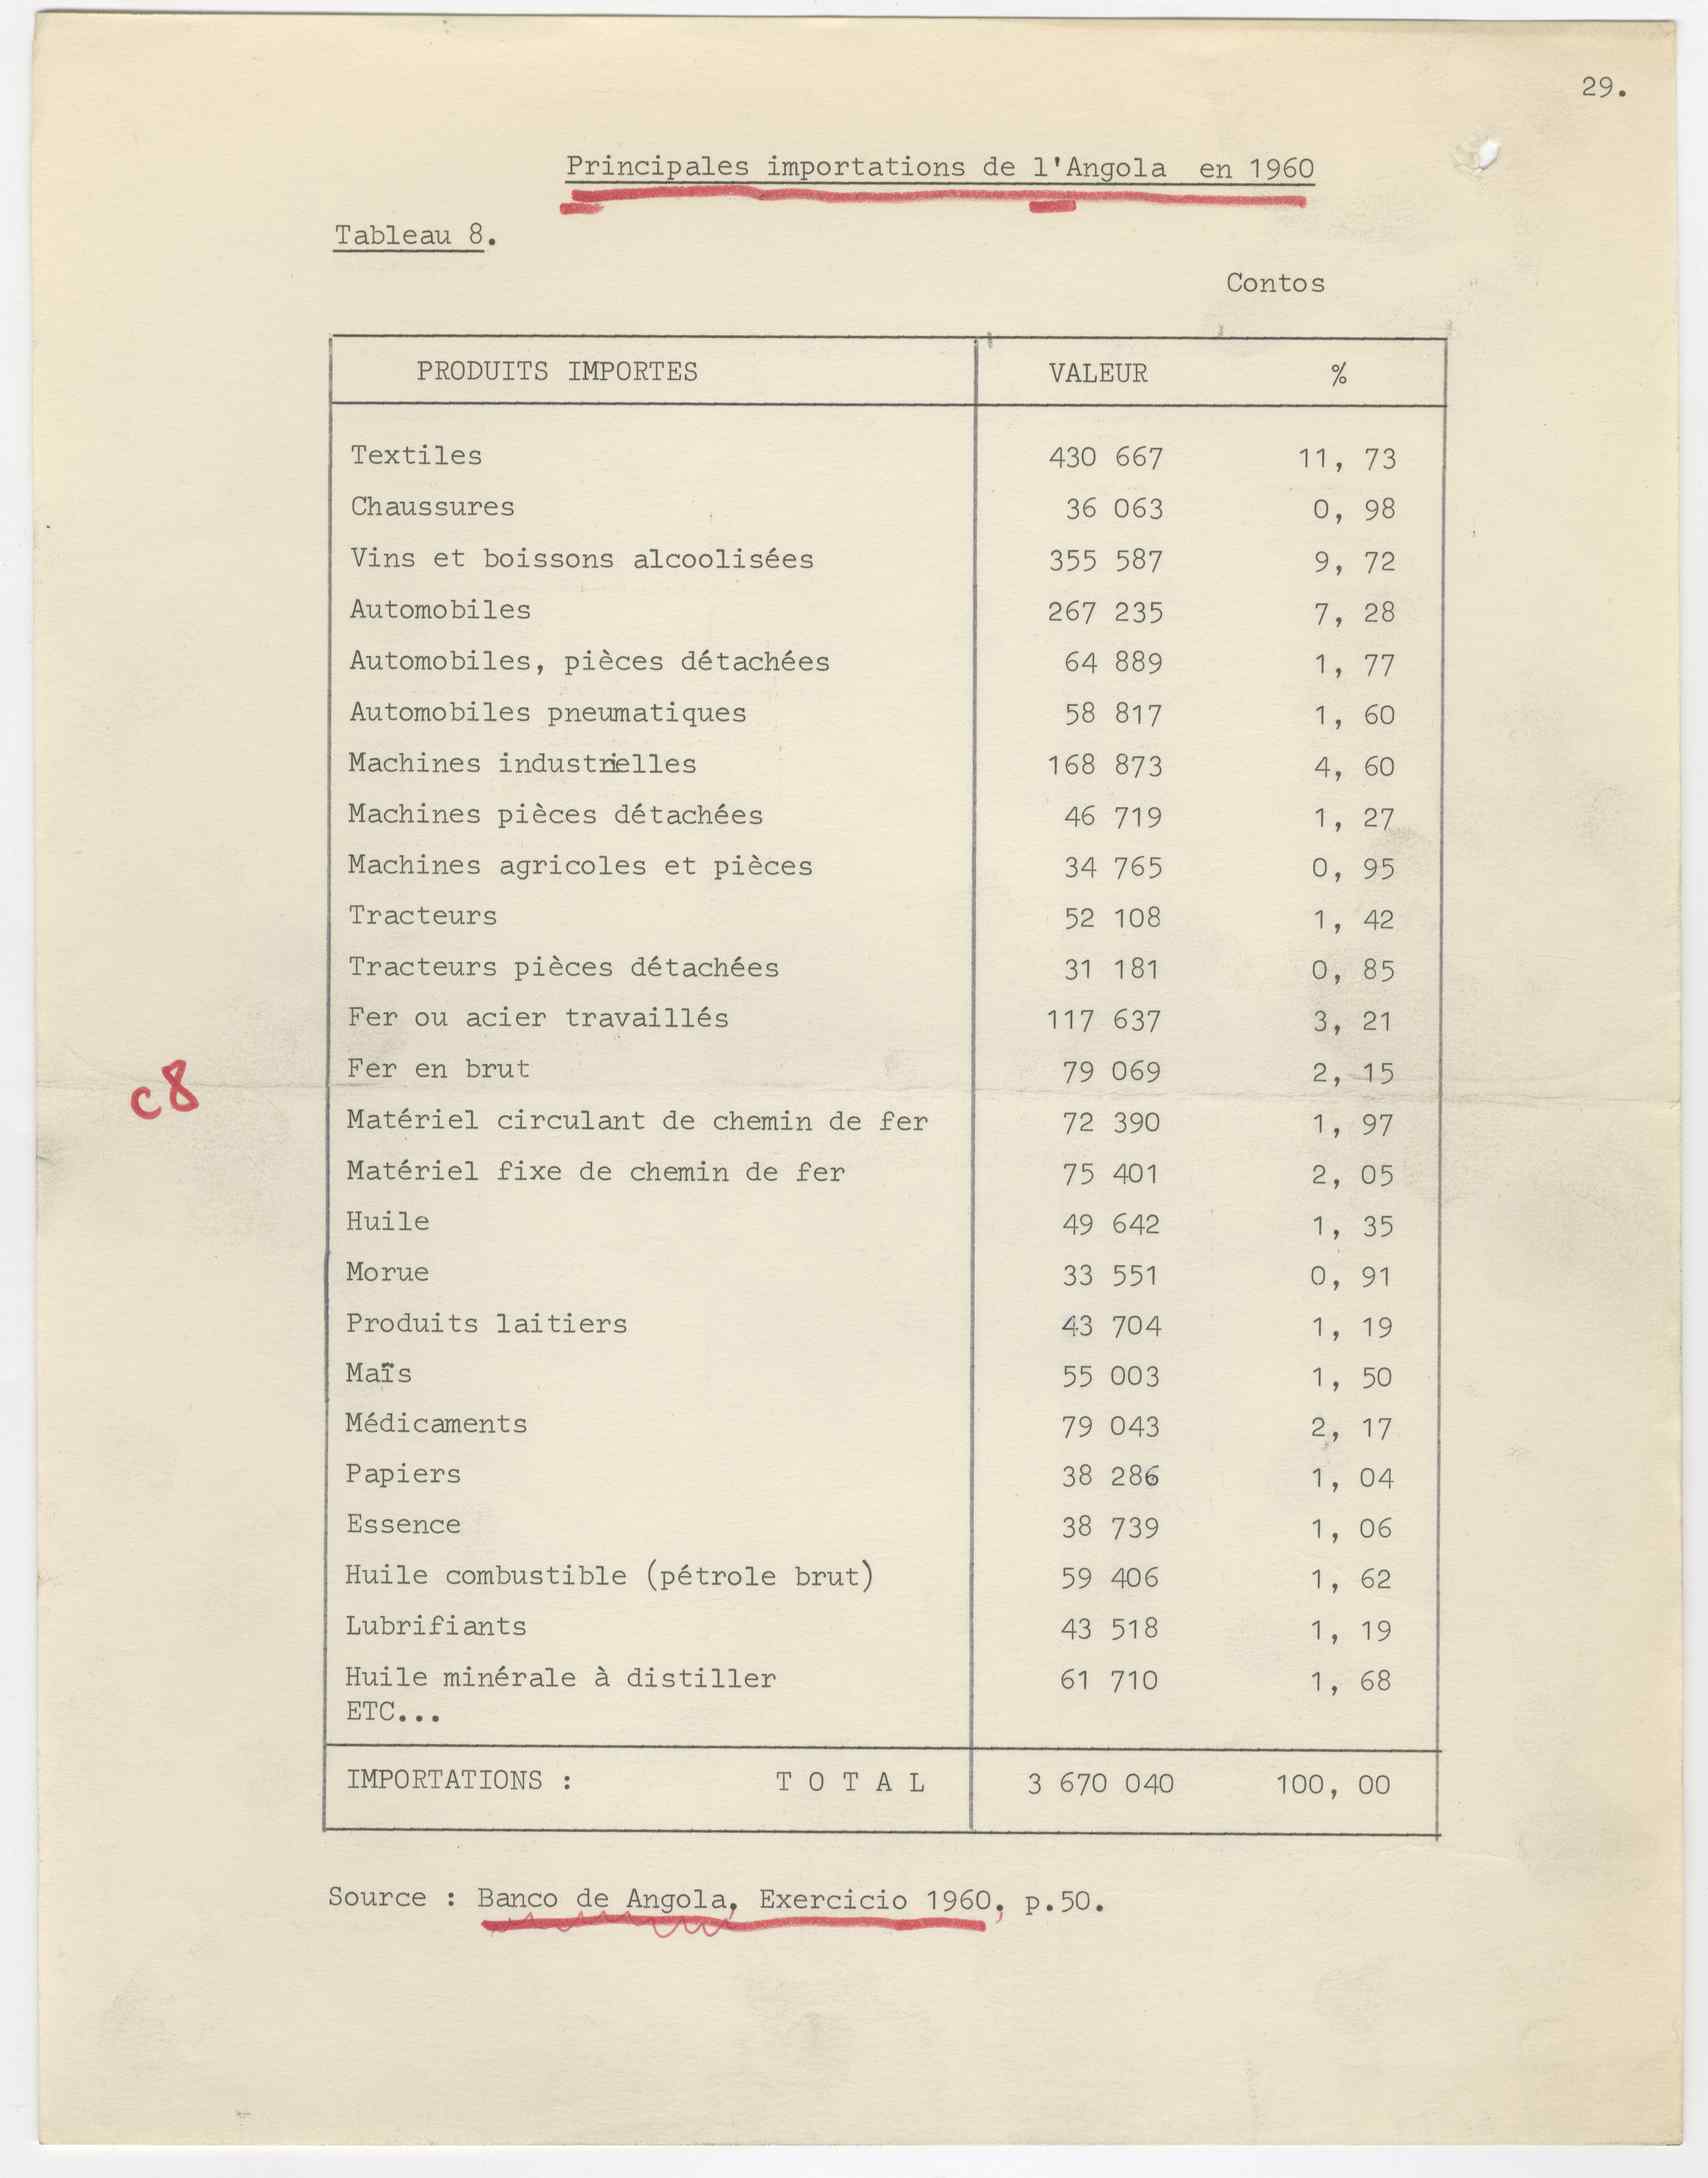 29.
Principales importations de l'Angola en 1960
Tableau 8.
Contos
PRODUITS IMPORTES VALEUR %
Textiles 430 667 11, 73
Chaussures 36 063 0, 98
Vins et boissons alcoolisées 355 587 9, 72
Automobiles 267 235 7, 28
Automobiles, pièces détachées 64 889 1, 77
Automobiles pneumatiques 58 817 1, 60
Machines industrielles 168 873 4, 60
Machines pièces détachées 46 719 1, 27
Machines agricoles et pièces 34 765 0, 95
Tracteurs 52 108 1, 42
Tracteurs pièces détachées 31 181 0, 85
Fer ou acier travaillés 117 637 3, 21
Fer en brut 79 069 2, 15
c8
Matériel circulant de chemin de fer 72 390 1, 97
Matériel fixe de chemin de fer 75 401 2, 05
Huile 49 642 1, 35
Morue 33 551 0, 91
Produits laitiers 43 704 1, 19
Maïs 55 003 1, 50
Médicaments 79 043 2, 17
Papiers 38 286 1, 04
Essence 38 739 1, 06
Huile combustible (pétrole brut) 59 406 1, 62
Lubrifiants 43 518 1, 19
Huile minérale à distiller 61 710 1, 68
ETC...
IMPORTATIONS : T O T A L 3 670 040 100, 00
Source : Banco de Angola, Exercicio 1960, p.50.